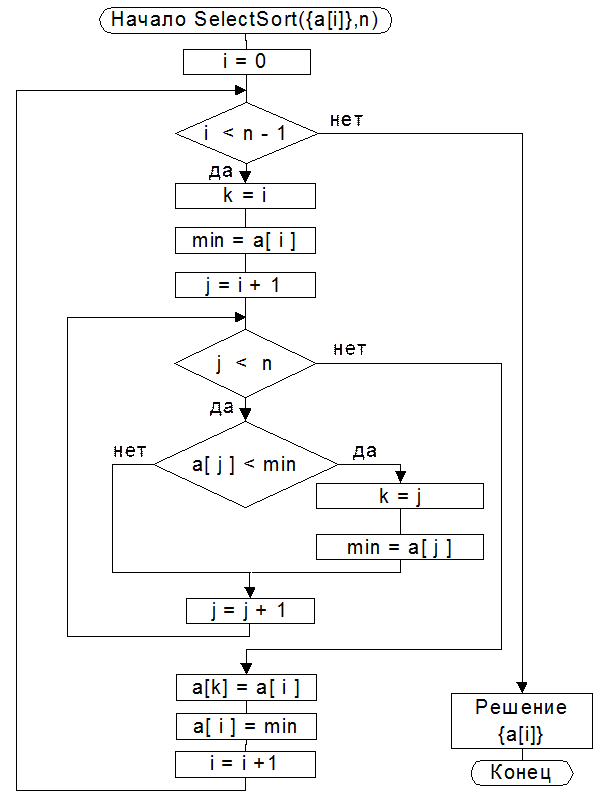 Начало SelectSort({a[i]},n)
i = 0
i < n - 1
нет
да
k = i
min = a[ i ]
j = i + 1
j < n
нет
да
a[ j ] < min
нет
да
k = j
min = a[ j ]
j = j + 1
a[k] = a[ i ]
a[ i ] = min
i = i +1
Решение
{a[i]}
Конец